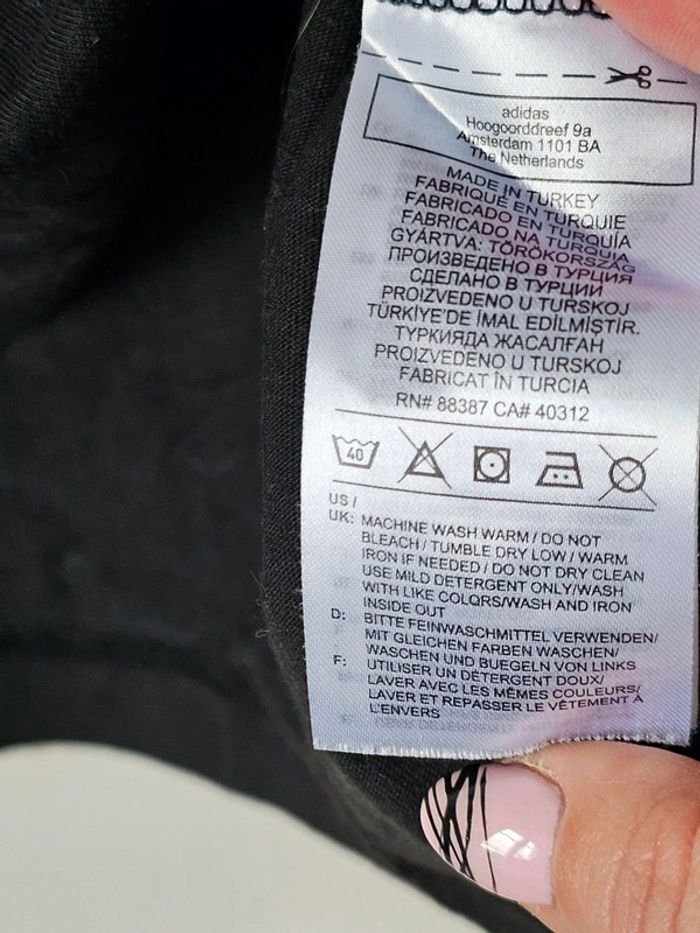 adidas
Hoogoorddreef 9a
Amsterdam 1101 BA
The Netherlands
MADE IN TURKEY
FABRIQUÉ EN TURQUIE
FABRICADO EN TURQUÍA
FABRICADO NA TURQUIA
GYÁRTVA: TÖRÖKORSZÁG
ПРОИЗВЕДЕНО В ТУРЦИЯ
СДЕЛАНО В ТУРЦИИ
PROIZVEDENO U TURSKOJ
TÜRKİYE'DE İMAL EDİLMİŞTİR.
ТҮРКИЯДА ЖАСАЛҒАН
PROIZVEDENO U TURSKOJ
FABRICAT ÎN TURCIA
RN# 88387 CA# 40312
40
US /
UK: MACHINE WASH WARM / DO NOT
BLEACH / TUMBLE DRY LOW / WARM
IRON IF NEEDED / DO NOT DRY CLEAN
USE MILD DETERGENT ONLY/WASH
WITH LIKE COLORS/WASH AND IRON
INSIDE OUT
D: BITTE FEINWASCHMITTEL VERWENDEN/
MIT GLEICHEN FARBEN WASCHEN/
WASCHEN UND BUEGELN VON LINKS
F: UTILISER UN DÉTERGENT DOUX/
LAVER AVEC LES MÊMES COULEURS/
LAVER ET REPASSER LE VÊTEMENT À
L'ENVERS